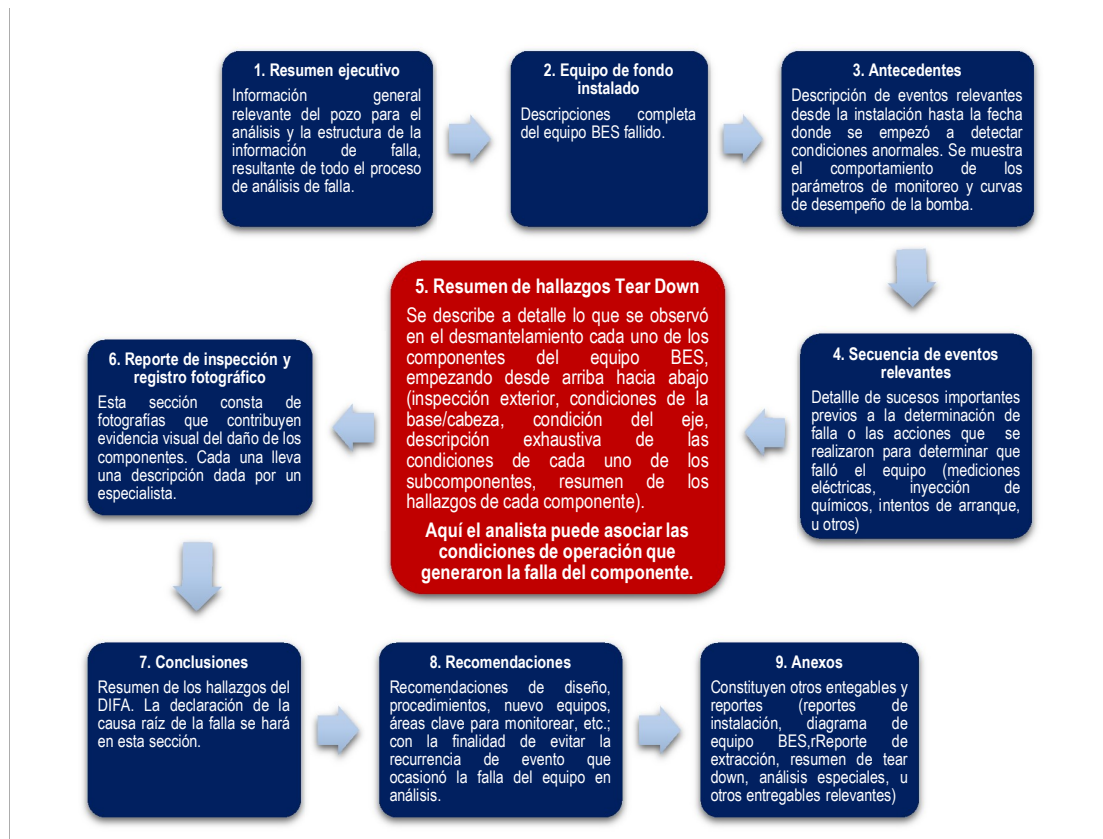 1. Resumen ejecutivo
Información general
relevante del pozo para el
análisis y la estructura de la
información de falla,
resultante de todo el proceso
de análisis de falla.
2. Equipo de fondo
instalado
Descripciones completa
del equipo BES fallido.
3. Antecedentes
Descripción de eventos relevantes
desde la instalación hasta la fecha
donde se empezó a detectar
condiciones anormales. Se muestra
el comportamiento de los
parámetros de monitoreo y curvas
de desempeño de la bomba.
4. Secuencia de eventos
relevantes
Detallle de sucesos importantes
previos a la determinación de
falla o las acciones que se
realizaron para determinar que
falló el equipo (mediciones
eléctricas, inyección de
químicos, intentos de arranque,
u otros)
5. Resumen de hallazgos Tear Down
Se describe a detalle lo que se observó
en el desmantelamiento cada uno de los
componentes del equipo BES,
empezando desde arriba hacia abajo
(inspección exterior, condiciones de la
base/cabeza, condición del eje,
descripción exhaustiva de las
condiciones de cada uno de los
subcomponentes, resumen de los
hallazgos de cada componente).
Aquí el analista puede asociar las
condiciones de operación que
generaron la falla del componente.
6. Reporte de inspección y
registro fotográfico
Esta sección consta de
fotografías que contribuyen
evidencia visual del daño de los
componentes. Cada una lleva
una descripción dada por un
especialista.
7. Conclusiones
Resumen de los hallazgos del
DIFA. La declaración de la
causa raíz de la falla se hará
en esta sección.
8. Recomendaciones
Recomendaciones de diseño,
procedimientos, nuevo equipos,
áreas clave para monitorear, etc.;
con la finalidad de evitar la
recurrencia de evento que
ocasionó la falla del equipo en
análisis.
9. Anexos
Constituyen otros entegables y
reportes (reportes de
instalación, diagrama de
equipo BES,rReporte de
extracción, resumen de tear
down, análisis especiales, u
otros entregables relevantes)